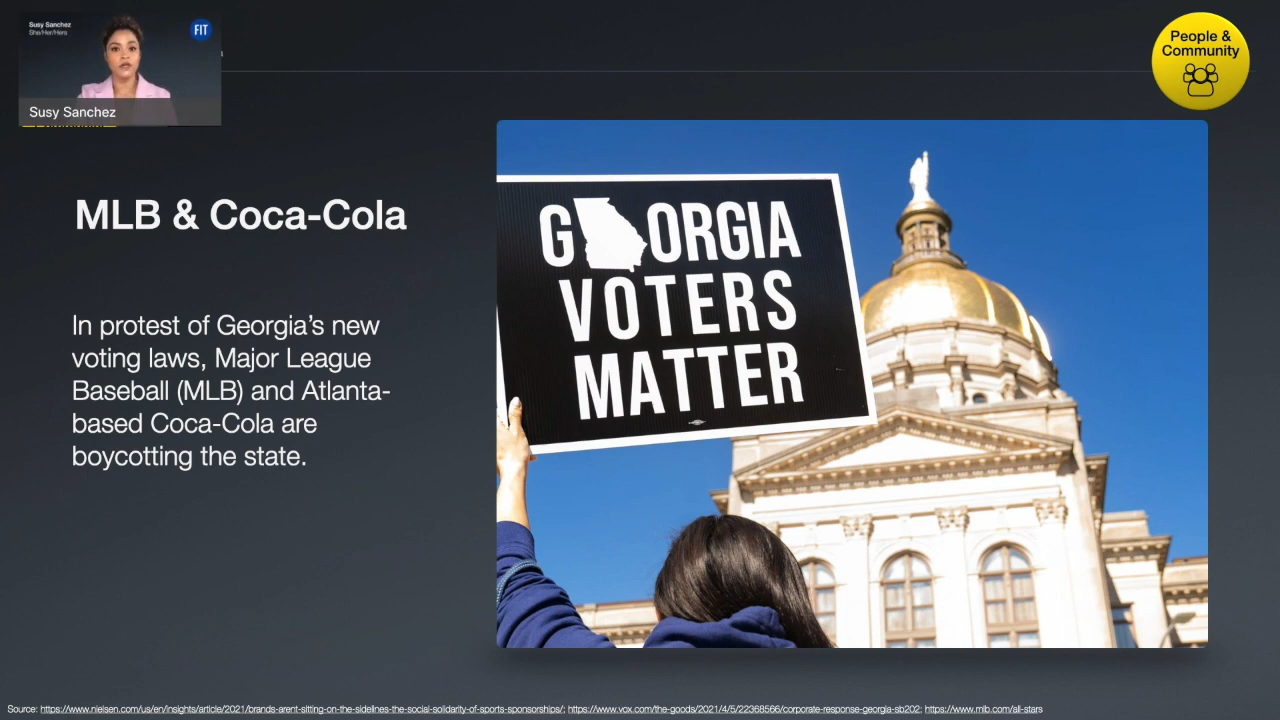 Susy Sanchez
She/Her/Hers
FIT
Susy Sanchez
People &
Community
MLB & Coca-Cola
In protest of Georgia’s new
voting laws, Major League
Baseball (MLB) and Atlanta-
based Coca-Cola are
boycotting the state.
G ORGIA
VOTERS
MATTER
Source: https://www.nielsen.com/us/en/insights/article/2021/brands-arent-sitting-on-the-sidelines-the-social-solidarity-of-sports-sponsorships/; https://www.vox.com/the-goods/2021/4/5/22368566/corporate-response-georgia-sb202; https://www.mlb.com/all-stars